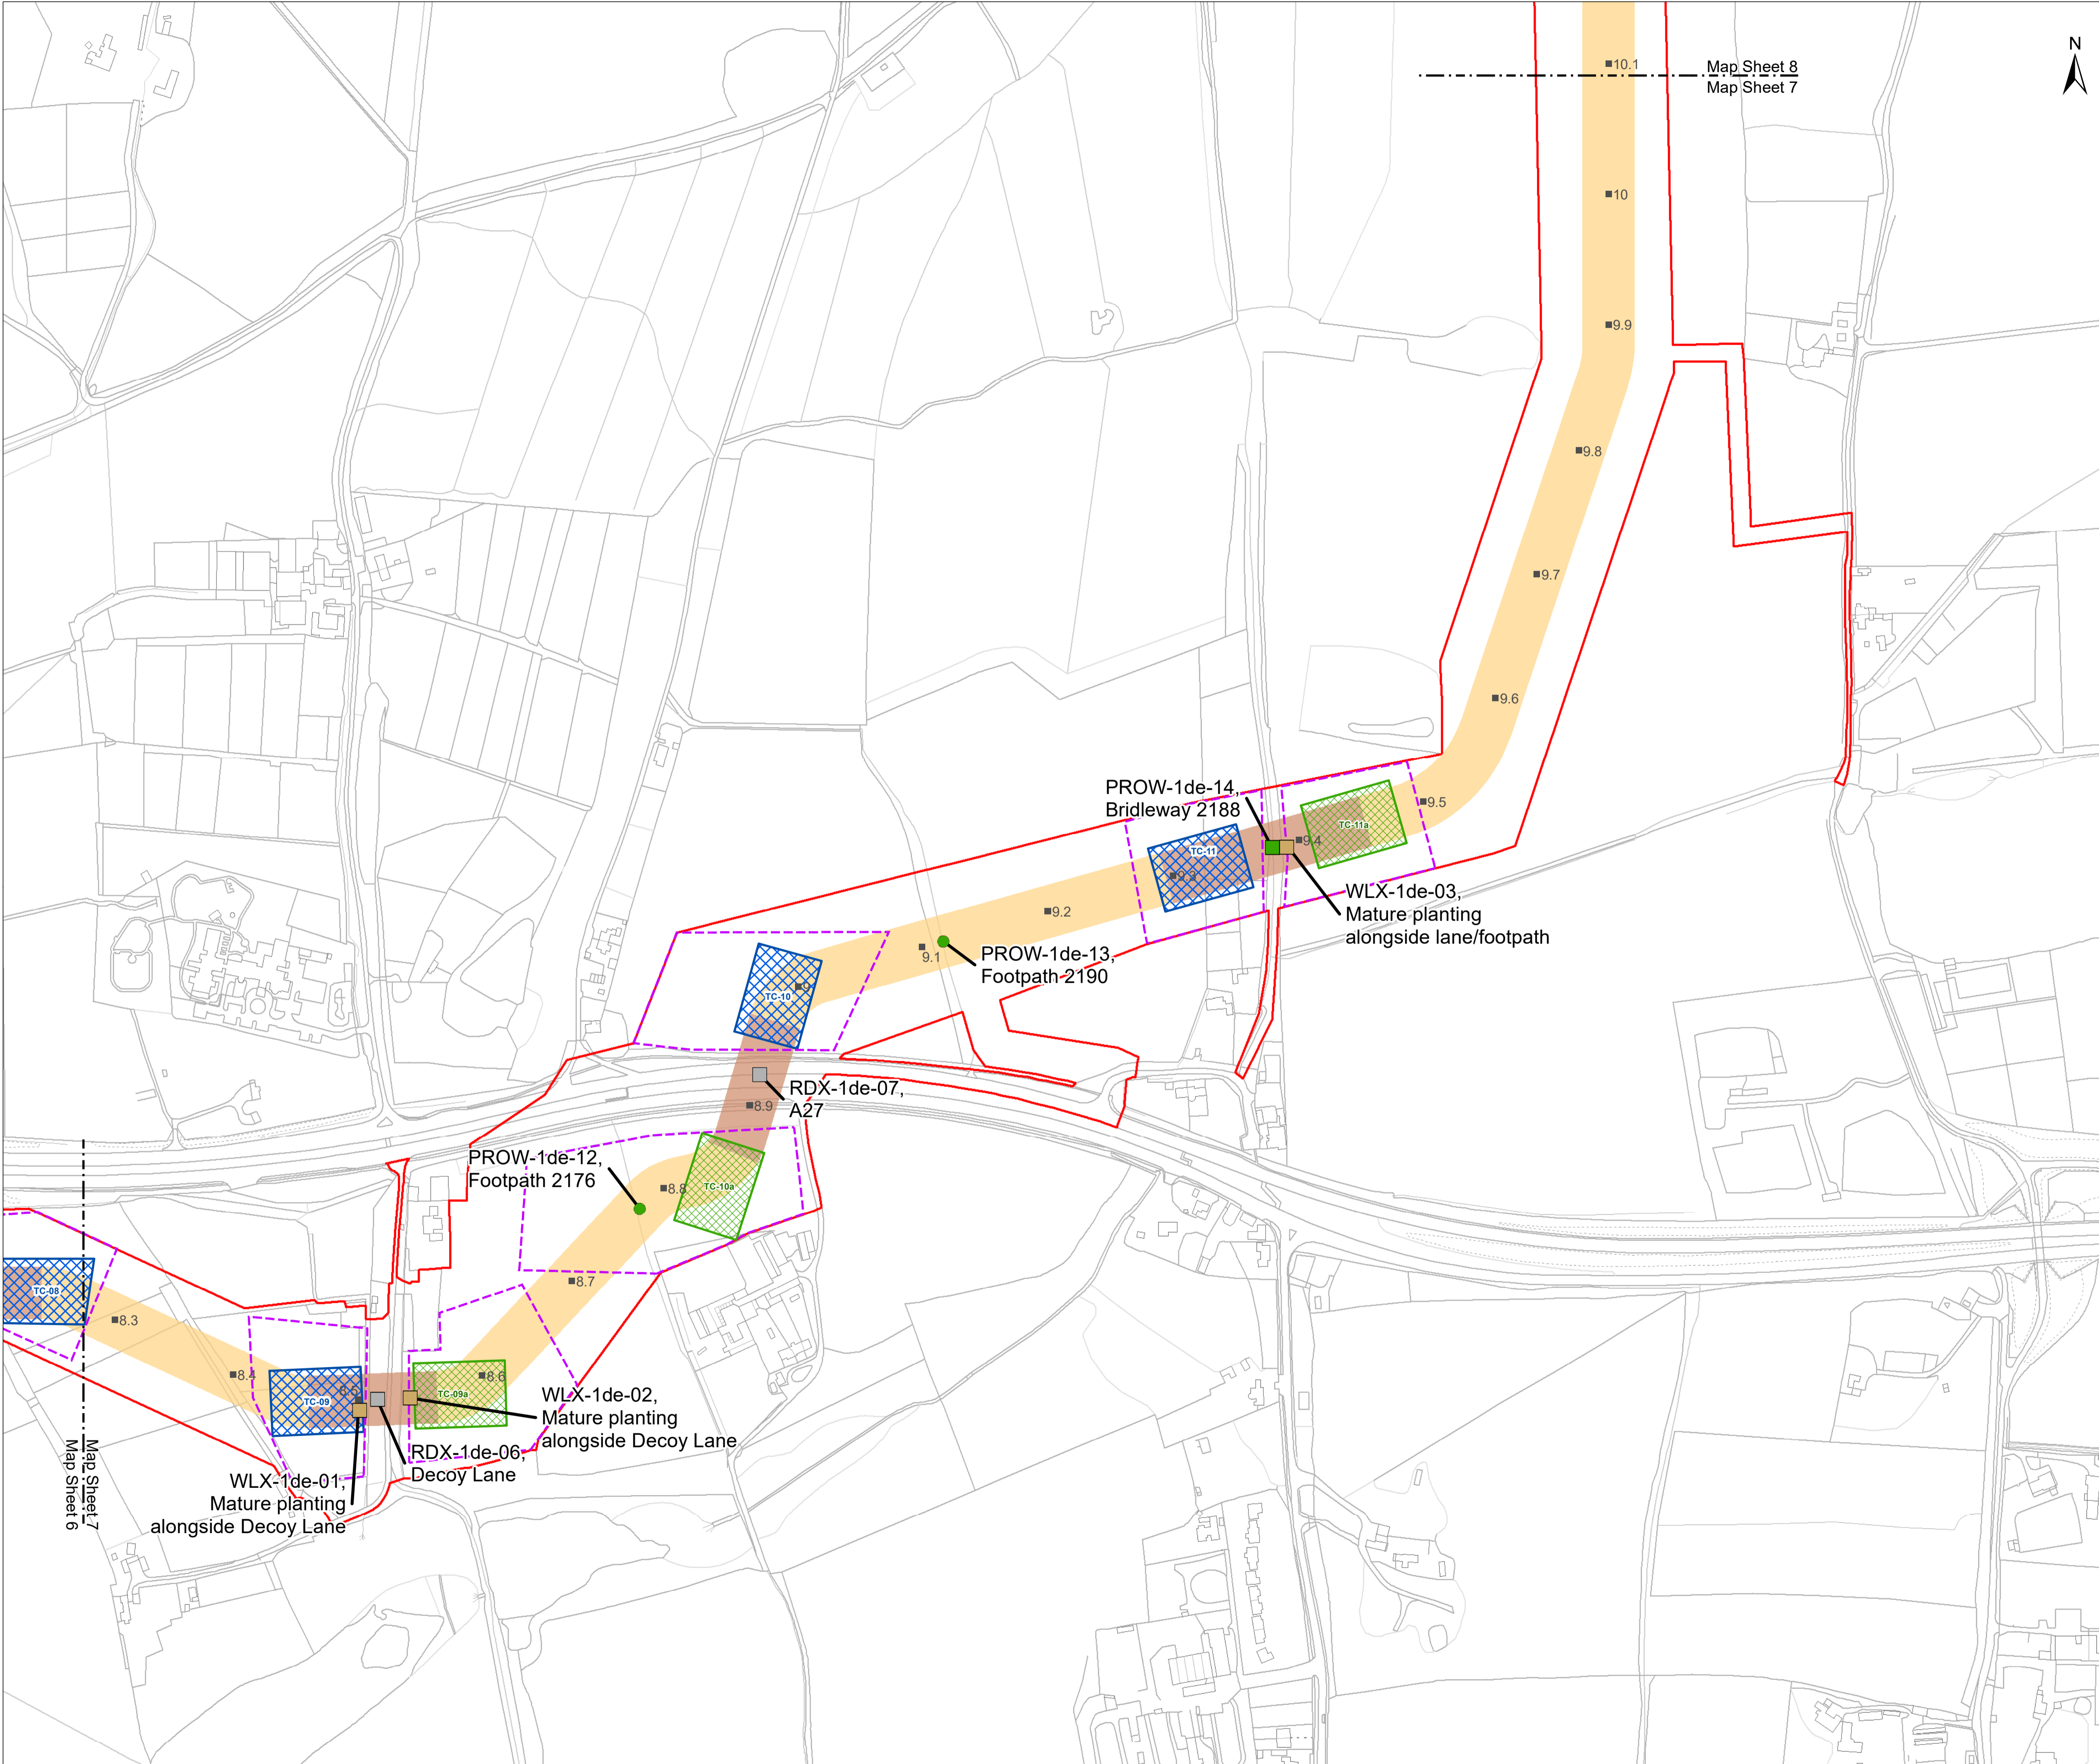 N
Map Sheet 8
Map Sheet 7
10.1
10
9.9
9.8
9.7
9.6
9.5
PROW-1de-14,
Bridleway 2188
TC-11a
9.4
TC-11
9.3
WLX-1de-03,
Mature planting
alongside lane/footpath
9.2
9.1
PROW-1de-13,
Footpath 2190
TC-10
9
RDX-1de-07,
A27
8.9
PROW-1de-12,
Footpath 2176
8.8
TC-10a
8.7
TC-08
8.3
8.4
8.5
TC-09
TC-09a
8.6
WLX-1de-02,
Mature planting
alongside Decoy Lane
RDX-1de-06,
Decoy Lane
WLX-1de-01,
Mature planting
alongside Decoy Lane
Map Sheet 7
Map Sheet 6